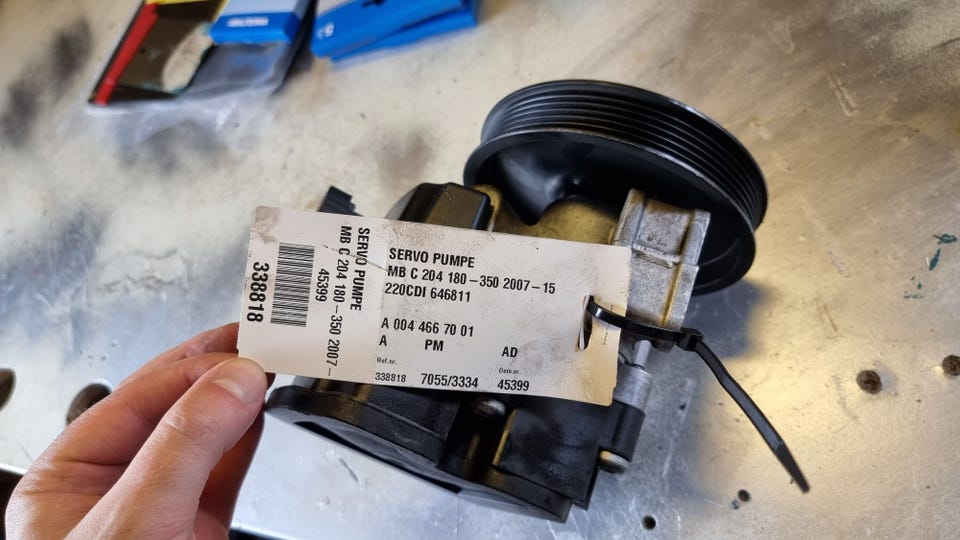 SERVO PUMPE
MB C 204 180-350 2007-15
220CDI 646811
A 004 466 70 01
A PM AD
Ref.nr. Dele.nr.
338818 7055/3334 45399
SERVO PUMPE
MB C 204 180-350 2007-
45399
338818